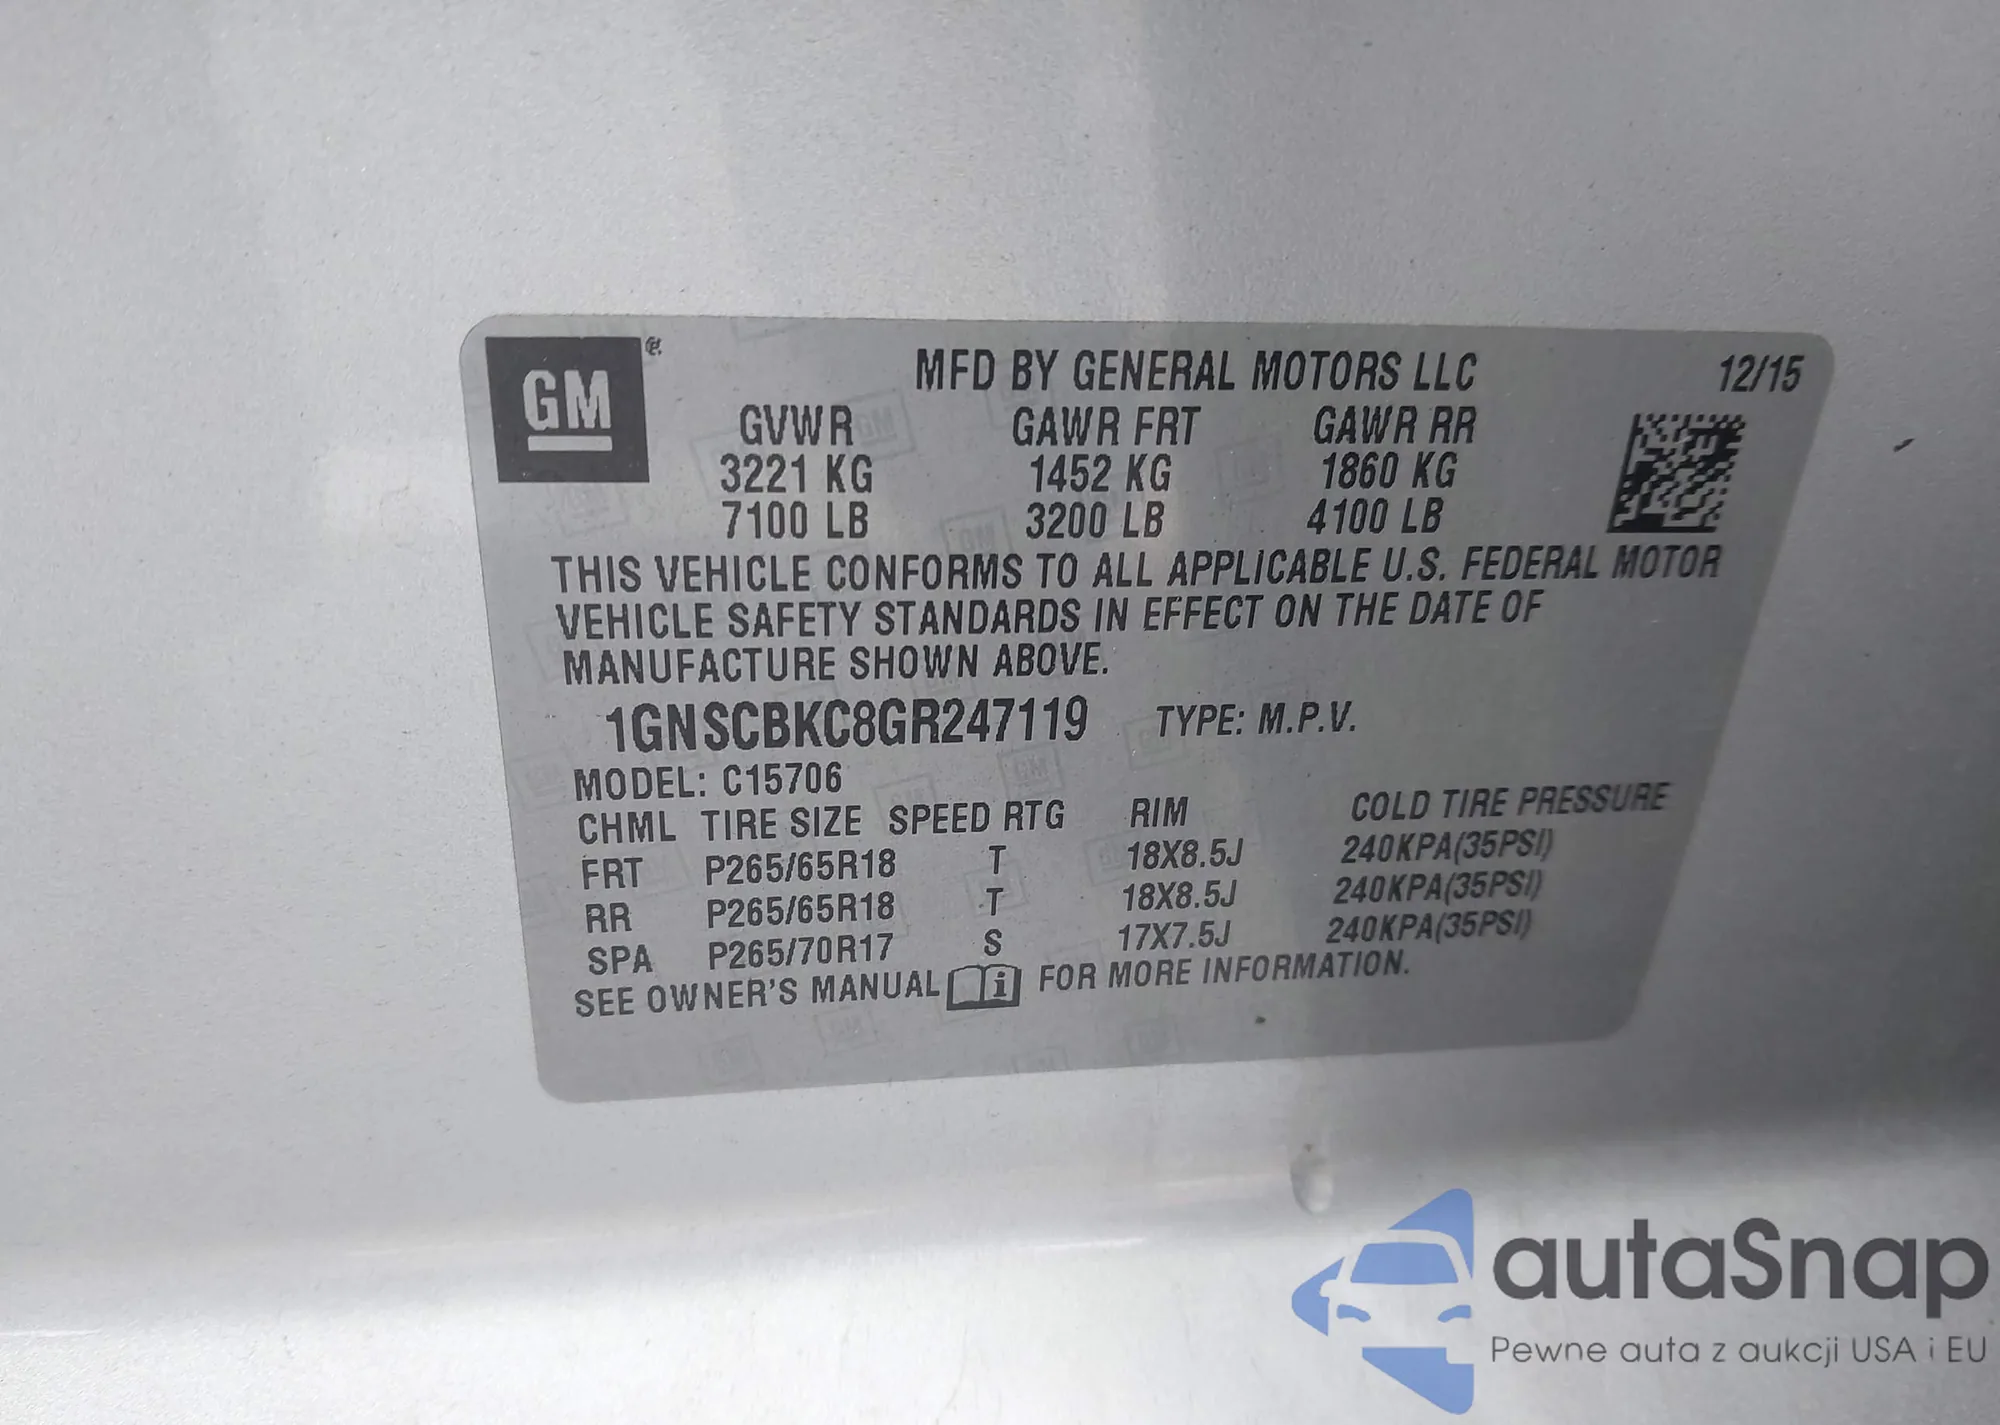 GM
MFD BY GENERAL MOTORS LLC 12/15
GVWR GAWR FRT GAWR RR
3221 KG 1452 KG 1860 KG
7100 LB 3200 LB 4100 LB
THIS VEHICLE CONFORMS TO ALL APPLICABLE U.S. FEDERAL MOTOR
VEHICLE SAFETY STANDARDS IN EFFECT ON THE DATE OF
MANUFACTURE SHOWN ABOVE.
1GNSCBKC8GR247119 TYPE: M.P.V.
MODEL: C15706
CHML TIRE SIZE SPEED RTG RIM COLD TIRE PRESSURE
FRT P265/65R18 T 18X8.5J 240KPA(35PSI)
RR P265/65R18 T 18X8.5J 240KPA(35PSI)
SPA P265/70R17 S 17X7.5J 240KPA(35PSI)
SEE OWNER'S MANUAL i FOR MORE INFORMATION.
autaSnap
Pewne auta z aukcji USA i EU